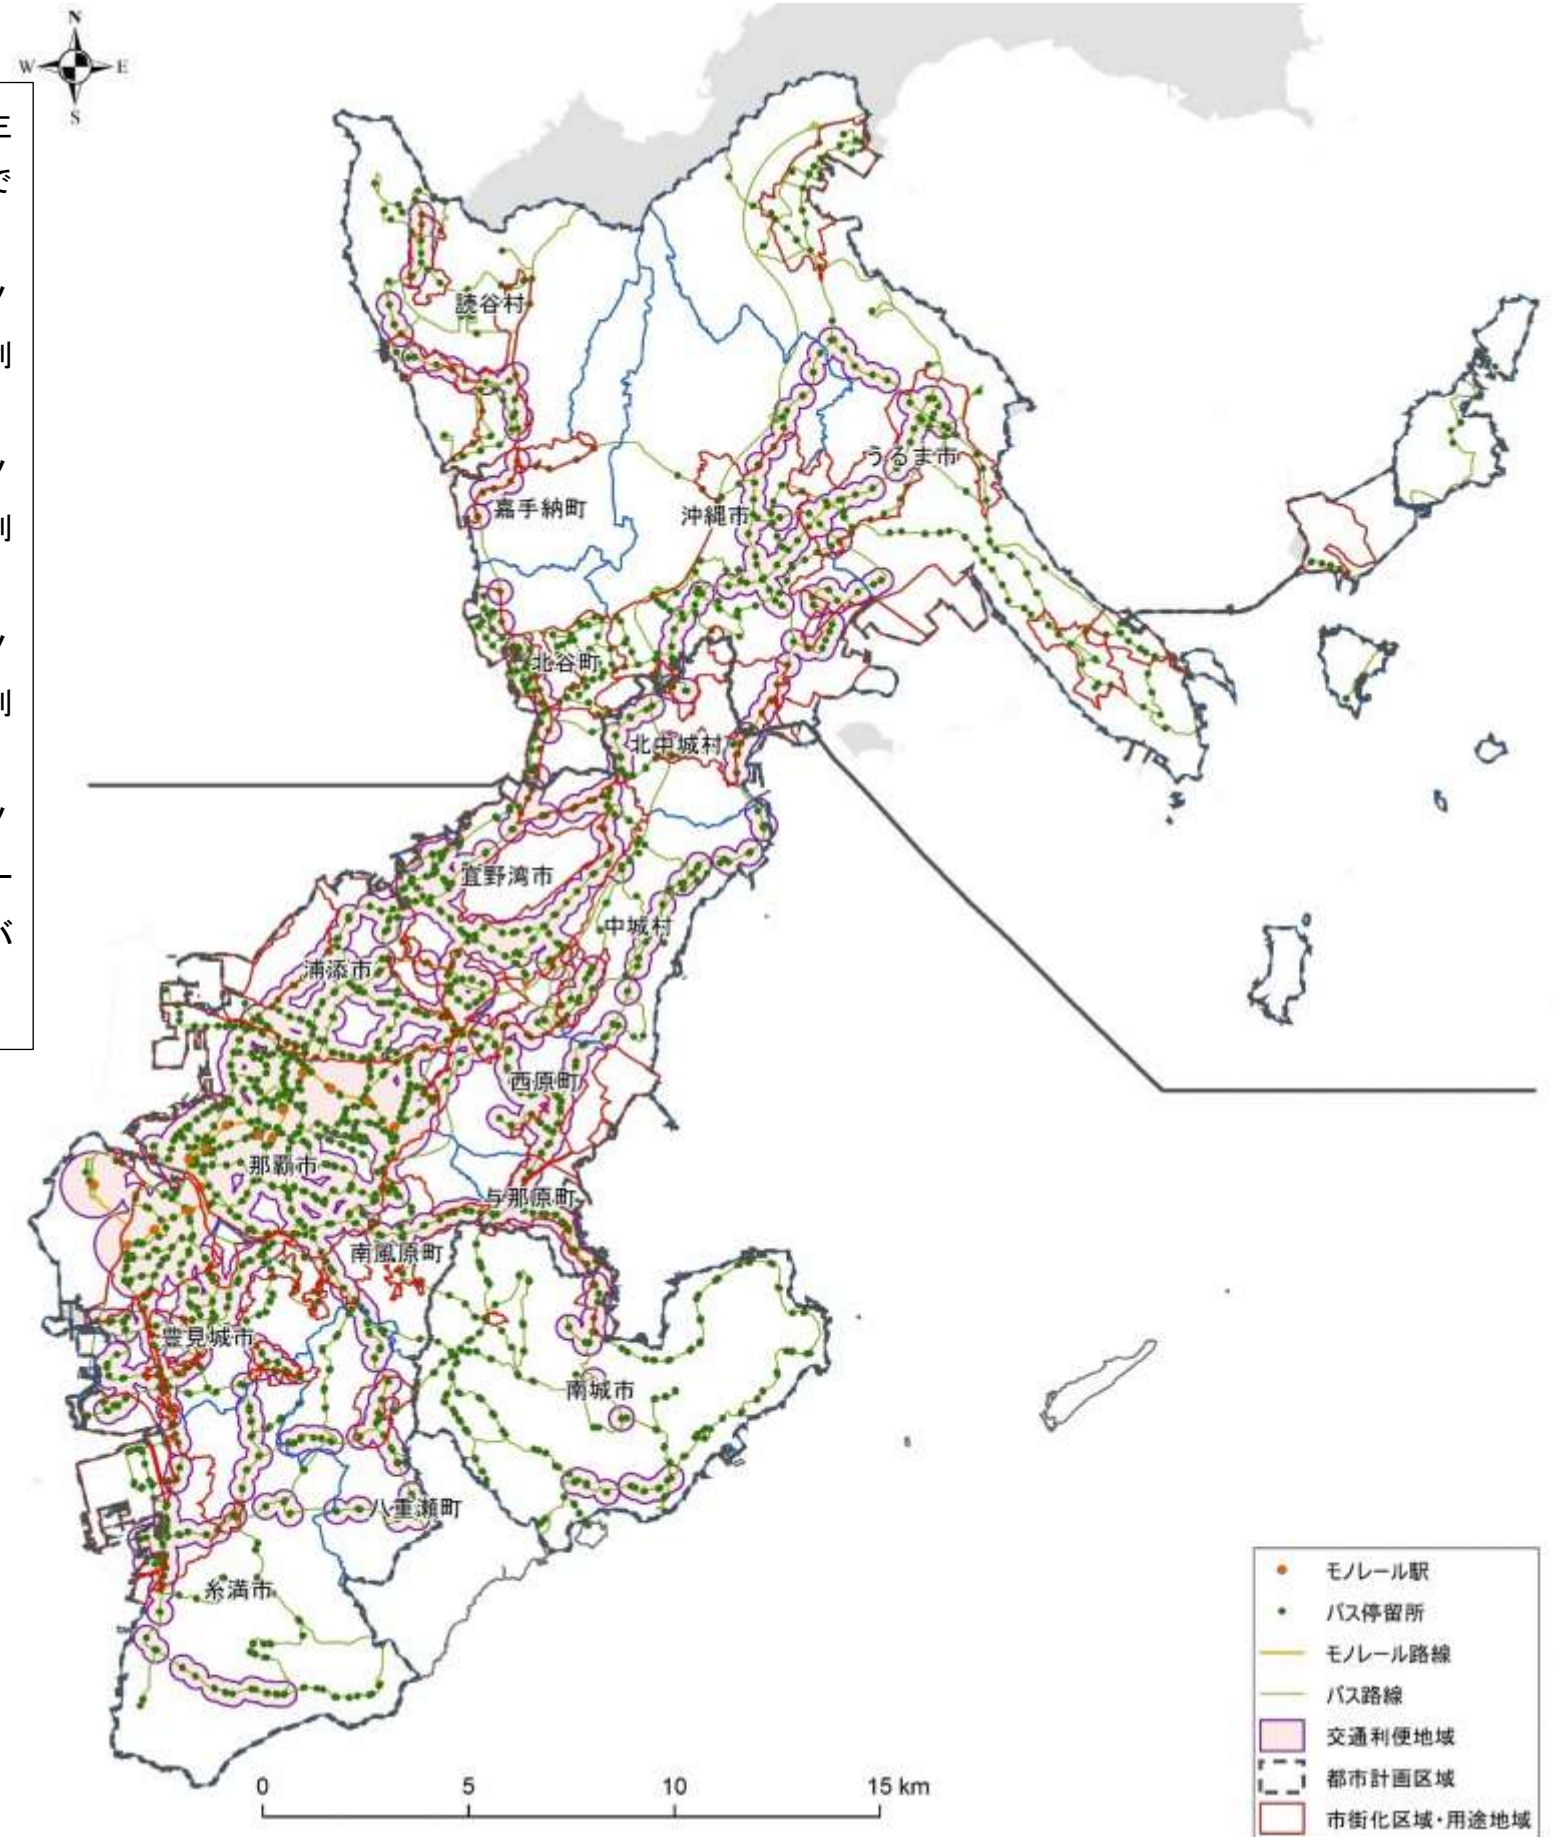 N
W E
S
で
別
別
別
読谷村
うるま市
嘉手納町
沖縄市
北谷町
北中城村
宜野湾市
中城村
浦添市
西原町
那覇市
与那原町
南風原町
豊見城市
南城市
八重瀬町
糸満市
モノレール駅
バス停留所
モノレール路線
バス路線
交通利便地域
都市計画区域
市街化区域・用途地域
0 5 10 15 km